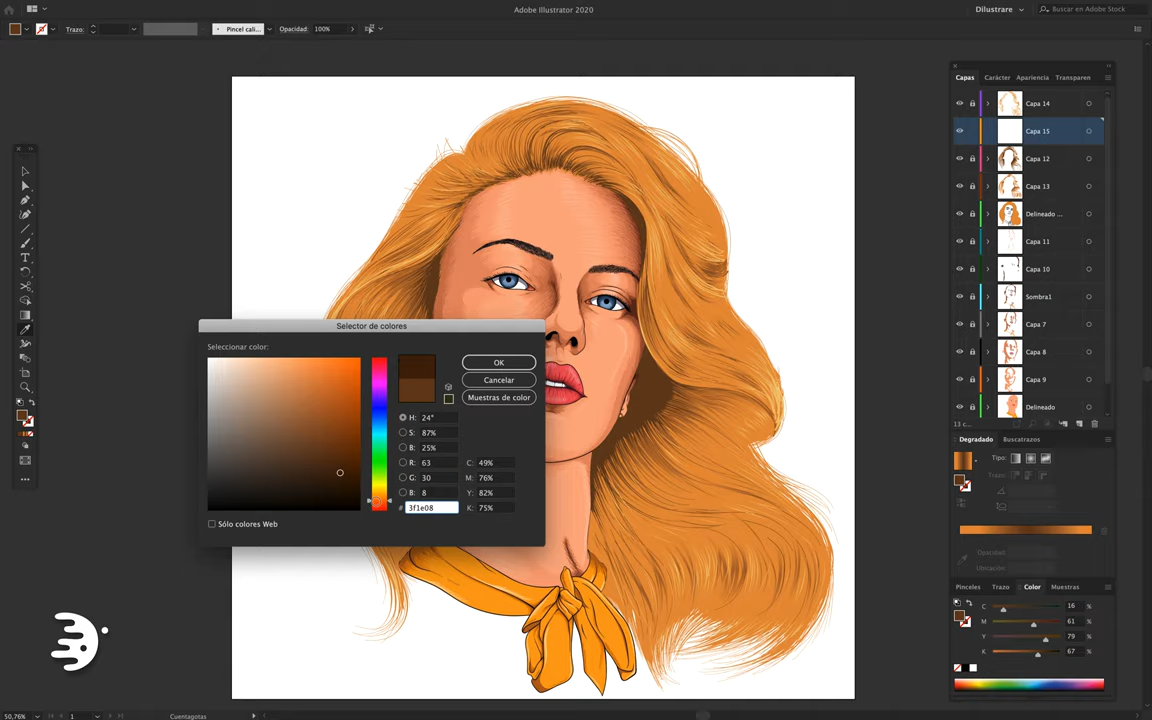 Adobe Illustrator 2020
Dilustrare
Buscar en Adobe Stock
Trazo:
Pincel cali...
Opacidad:
100%
Capas
Carácter
Apariencia
Transparen
Capa 14
Capa 15
Capa 12
Capa 13
Delineado ...
Capa 11
Capa 10
Sombra1
Capa 7
Capa 8
Capa 9
Delineado
13 c...
Selector de colores
Seleccionar color:
OK
Cancelar
Muestras de color
H: 24°
S: 87%
B: 25%
R: 63
C: 49%
G: 30
M: 76%
B: 8
Y: 82%
# 3f1e08
K: 75%
Sólo colores Web
Degradado
Buscatrazos
Tipo:
Trazo:
Opacidad:
Ubicación:
Pinceles
Trazo
Color
Muestras
C 16 %
M 61 %
Y 79 %
K 67 %
50,76%
1
Cuentagotas